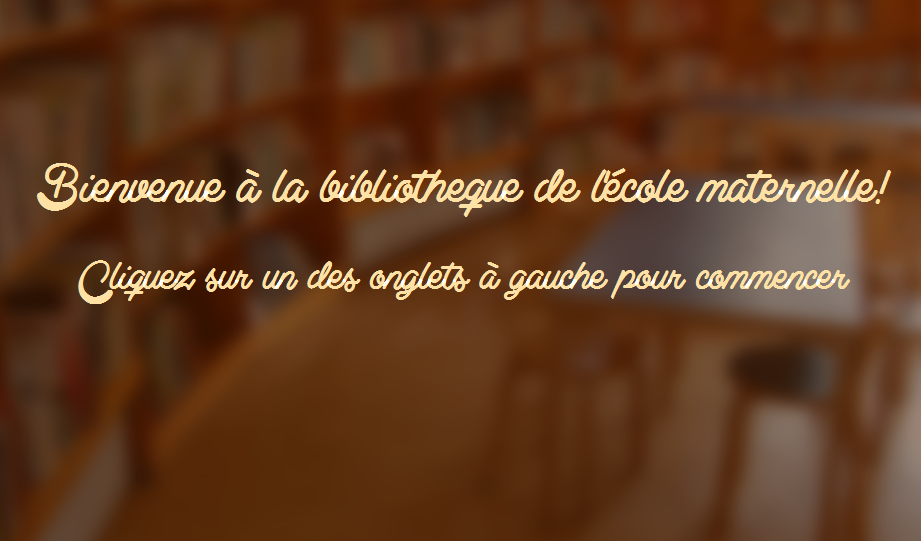 Bienvenue à la bibliotheque de l'école maternelle!
Cliquez sur un des onglets à gauche pour commencer